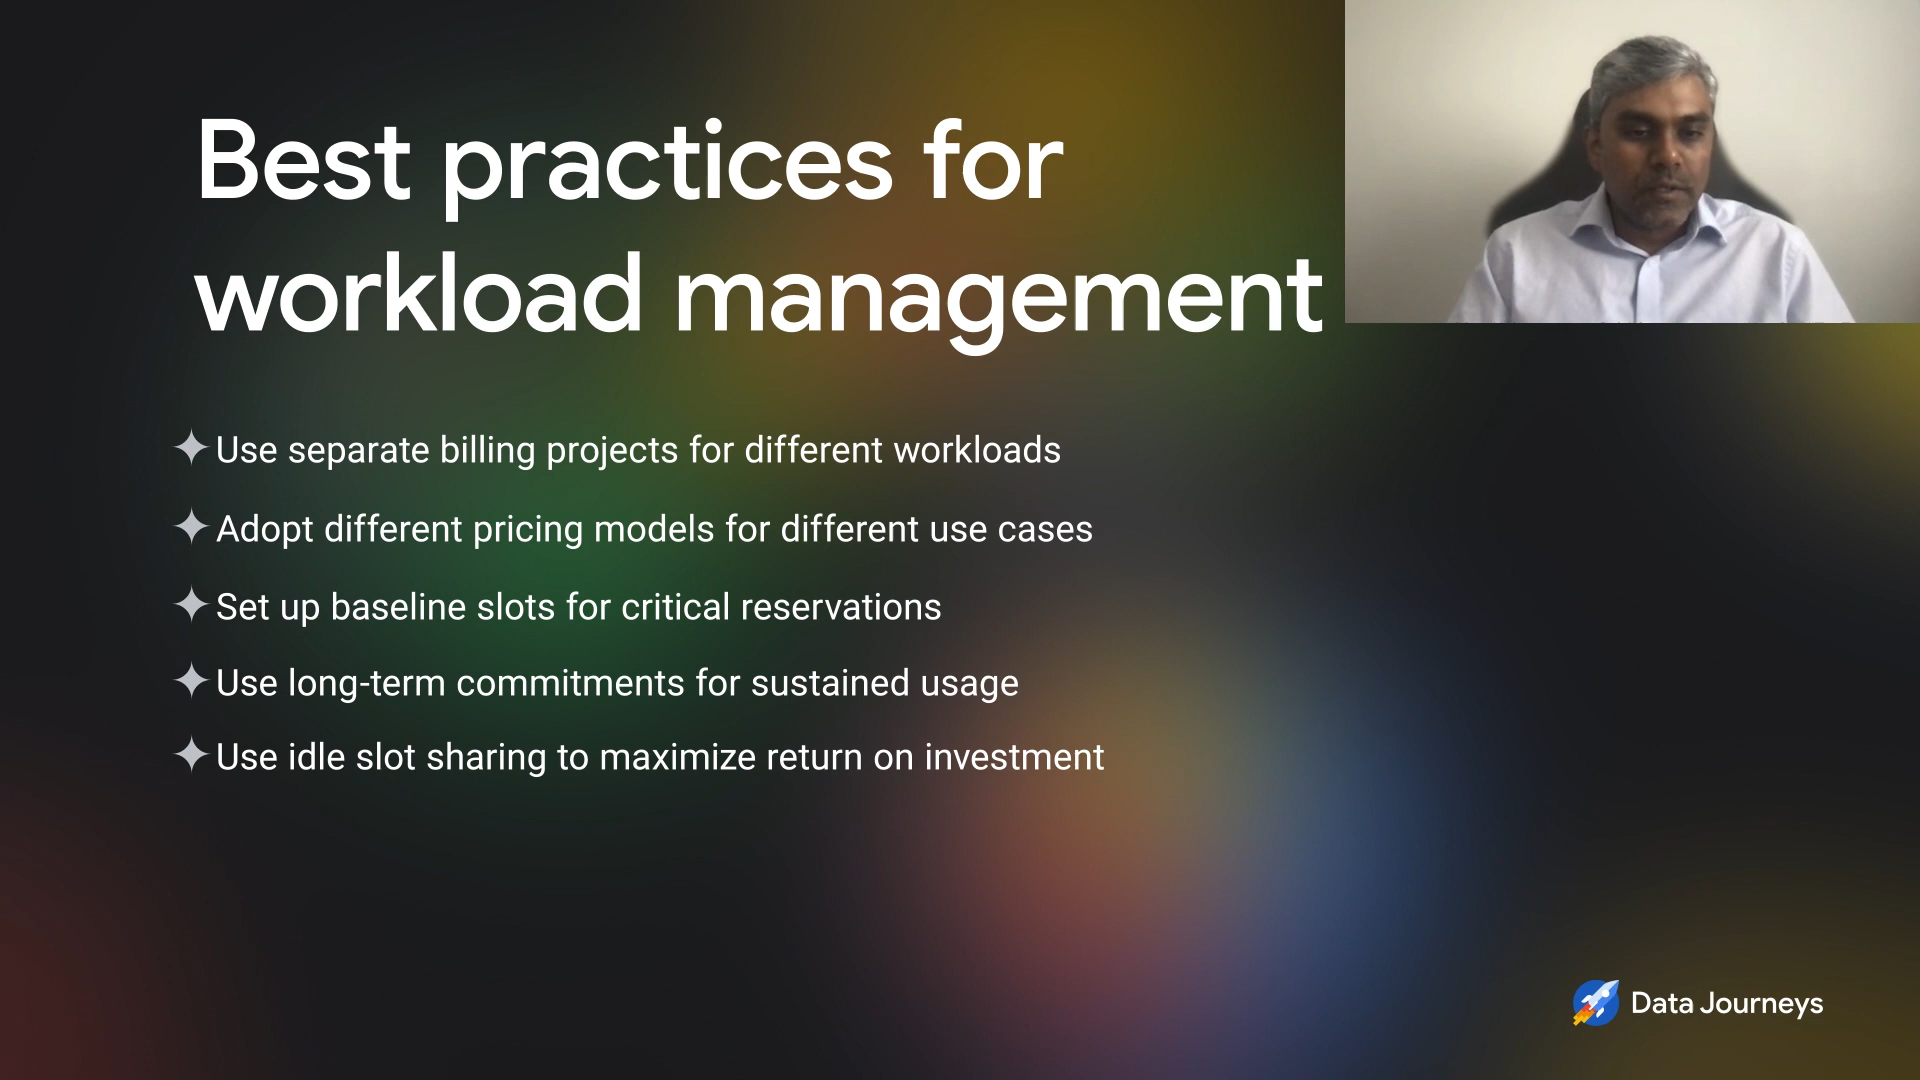 Best practices for
workload management
Use separate billing projects for different workloads
Adopt different pricing models for different use cases
Set up baseline slots for critical reservations
Use long-term commitments for sustained usage
Use idle slot sharing to maximize return on investment
Data Journeys